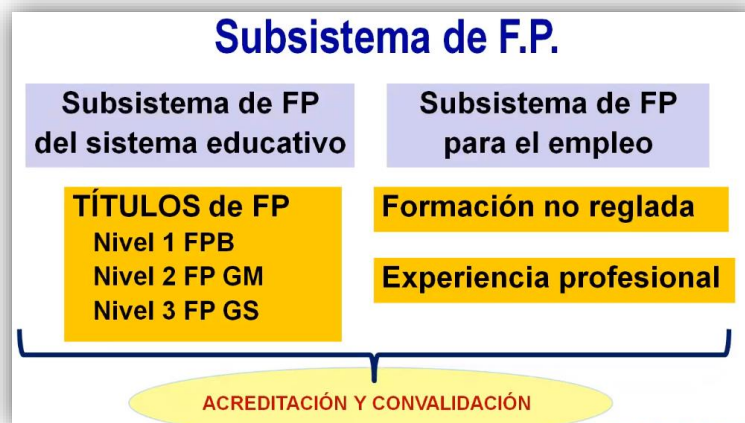 Subsistema de F.P.
Subsistema de FP
del sistema educativo
Subsistema de FP
para el empleo
TÍTULOS de FP
Nivel 1 FPB
Nivel 2 FP GM
Nivel 3 FP GS
Formación no reglada
Experiencia profesional
ACREDITACIÓN Y CONVALIDACIÓN